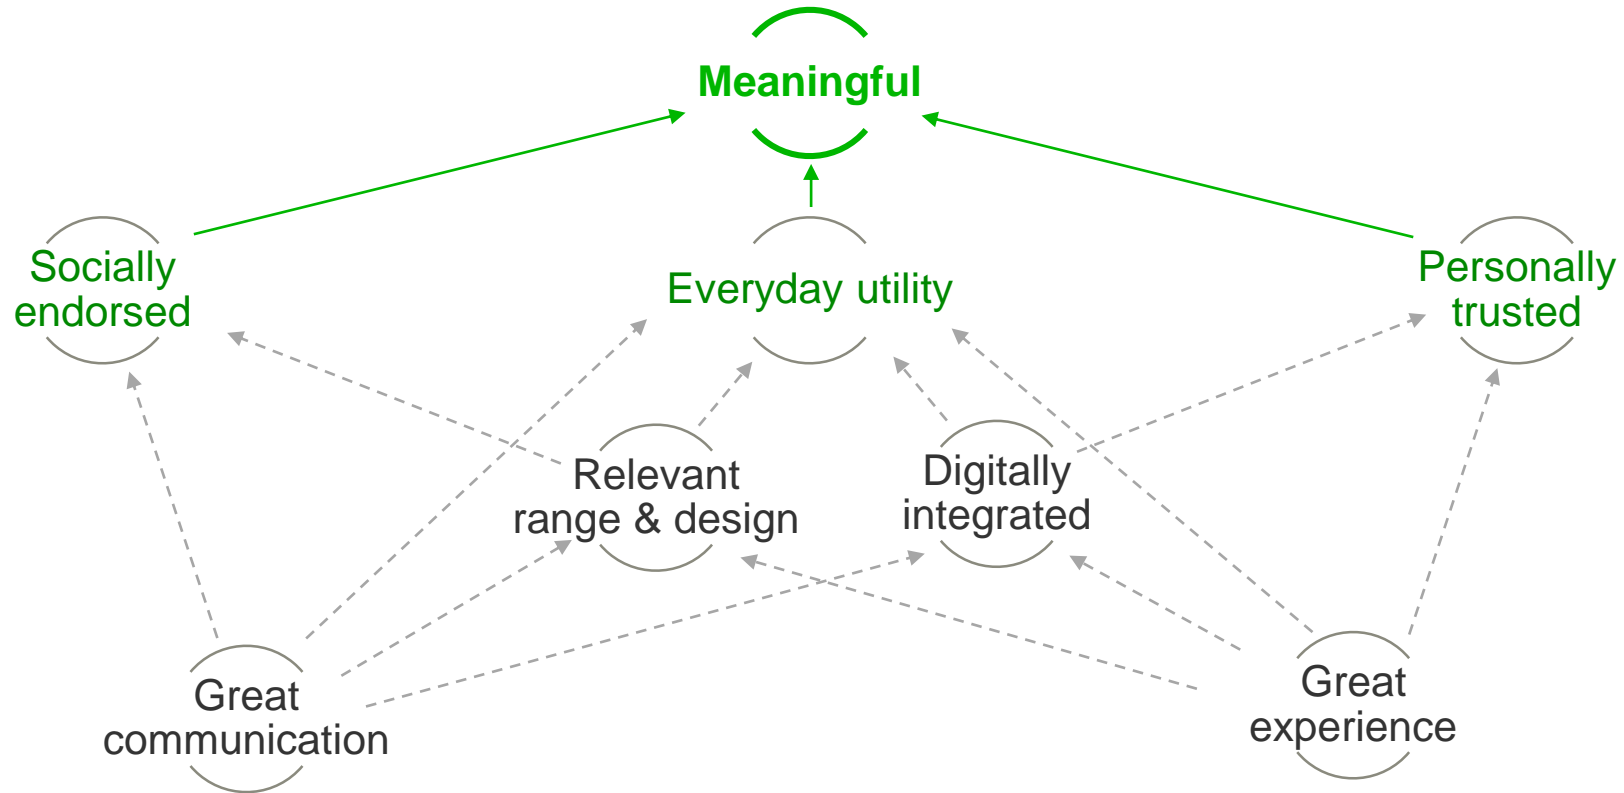 Meaningful
Socially
endorsed
Everyday utility
Personally
trusted
Relevant
range & design
Digitally
integrated
Great
communication
Great
experience